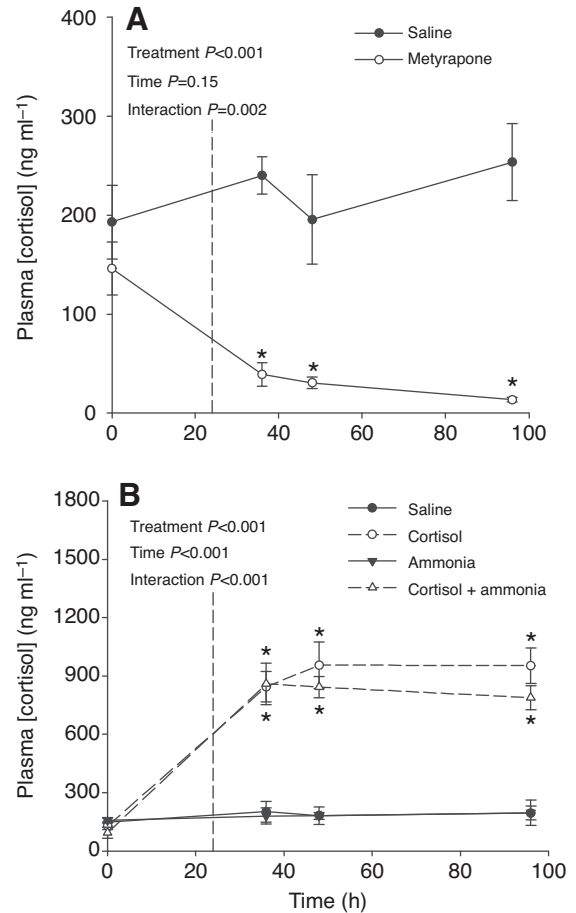 A
Treatment P<0.001
Time P=0.15
Interaction P=0.002
Saline
Metyrapone
Plasma [cortisol] (ng ml⁻¹)
400
300
200
100
0
* * *
0 20 40 60 80 100
B
Treatment P<0.001
Time P<0.001
Interaction P<0.001
Saline
Cortisol
Ammonia
Cortisol + ammonia
Plasma [cortisol] (ng ml⁻¹)
1800
1500
1200
900
600
300
0
* * *
* * *
0 20 40 60 80 100
Time (h)